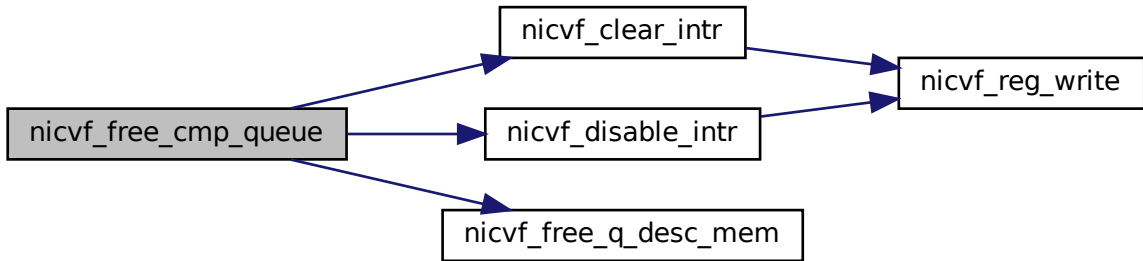 nicvf_clear_intr
nicvf_reg_write
nicvf_free_cmp_queue
nicvf_disable_intr
nicvf_free_q_desc_mem